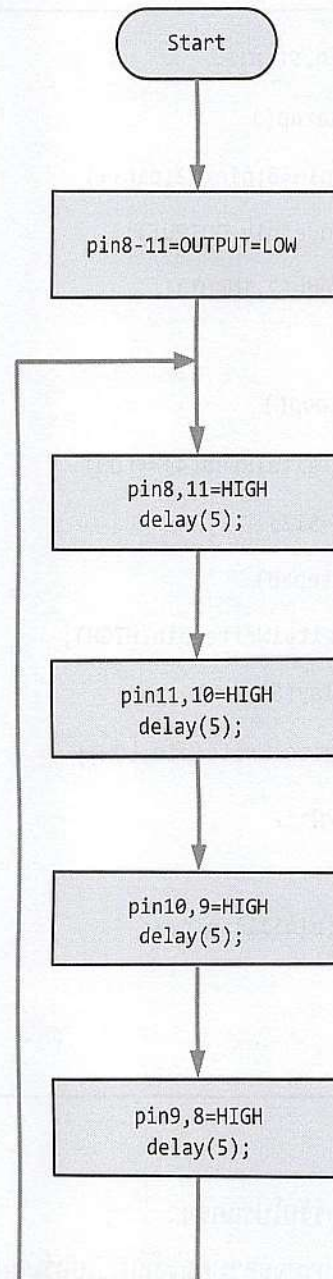 Start
pin8-11=OUTPUT=LOW
pin8,11=HIGH
delay(5);
pin11,10=HIGH
delay(5);
pin10,9=HIGH
delay(5);
pin9,8=HIGH
delay(5);